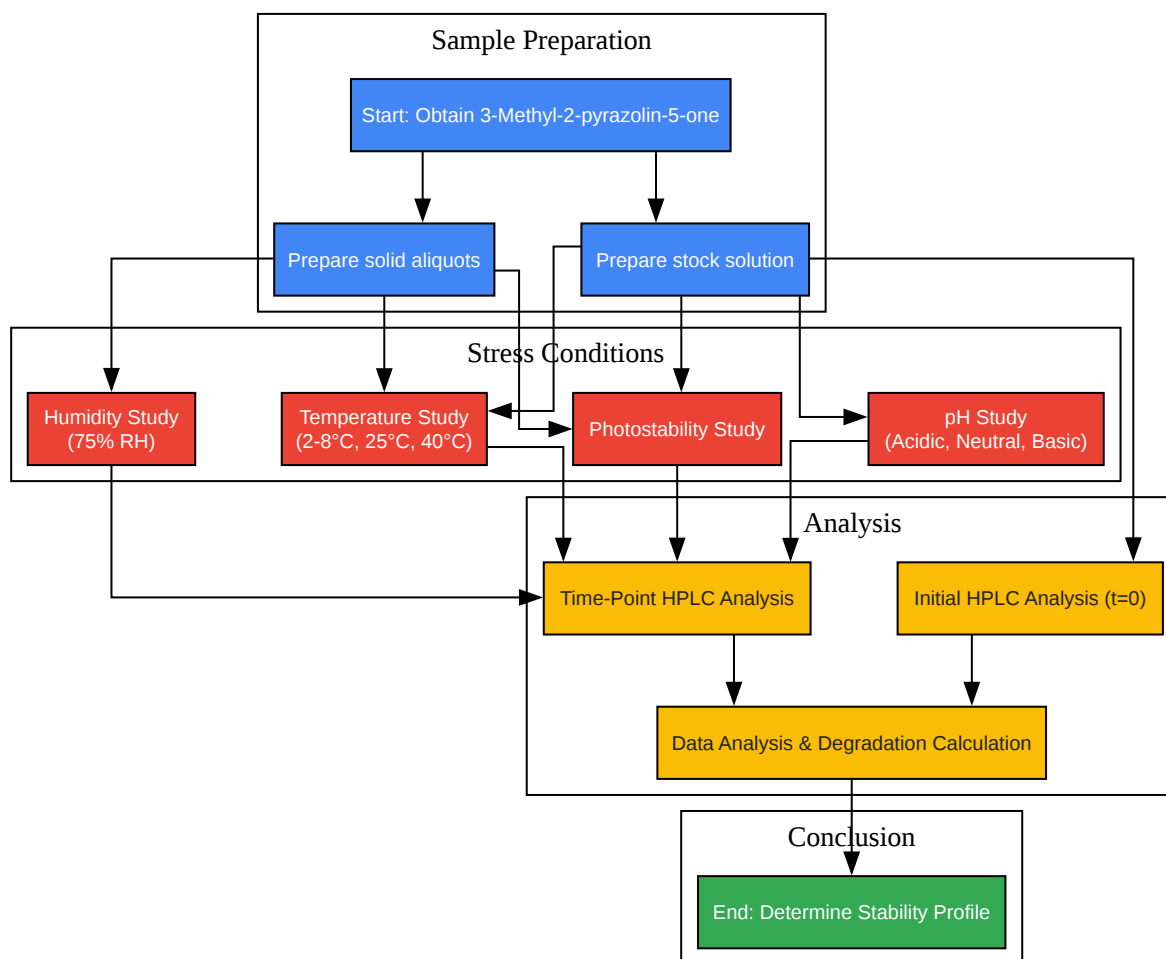 Sample Preparation
Start: Obtain 3-Methyl-2-pyrazolin-5-one
Prepare solid aliquots
Prepare stock solution
Stress Conditions
Humidity Study
(75% RH)
Temperature Study
(2-8°C, 25°C, 40°C)
Photostability Study
pH Study
(Acidic, Neutral, Basic)
Analysis
Time-Point HPLC Analysis
Initial HPLC Analysis (t=0)
Data Analysis & Degradation Calculation
Conclusion
End: Determine Stability Profile